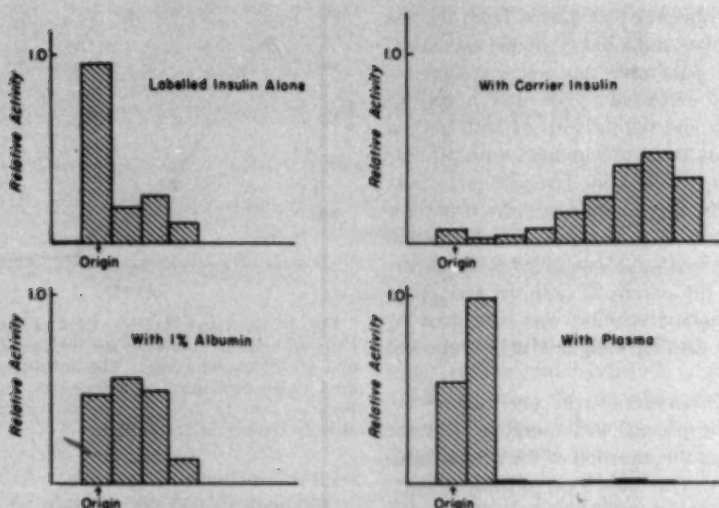 1.0
Relative Activity
Labelled Insulin Alone
Origin
1.0
Relative Activity
With Carrier Insulin
Origin
1.0
Relative Activity
With 1% Albumin
Origin
1.0
Relative Activity
With Plasma
Origin